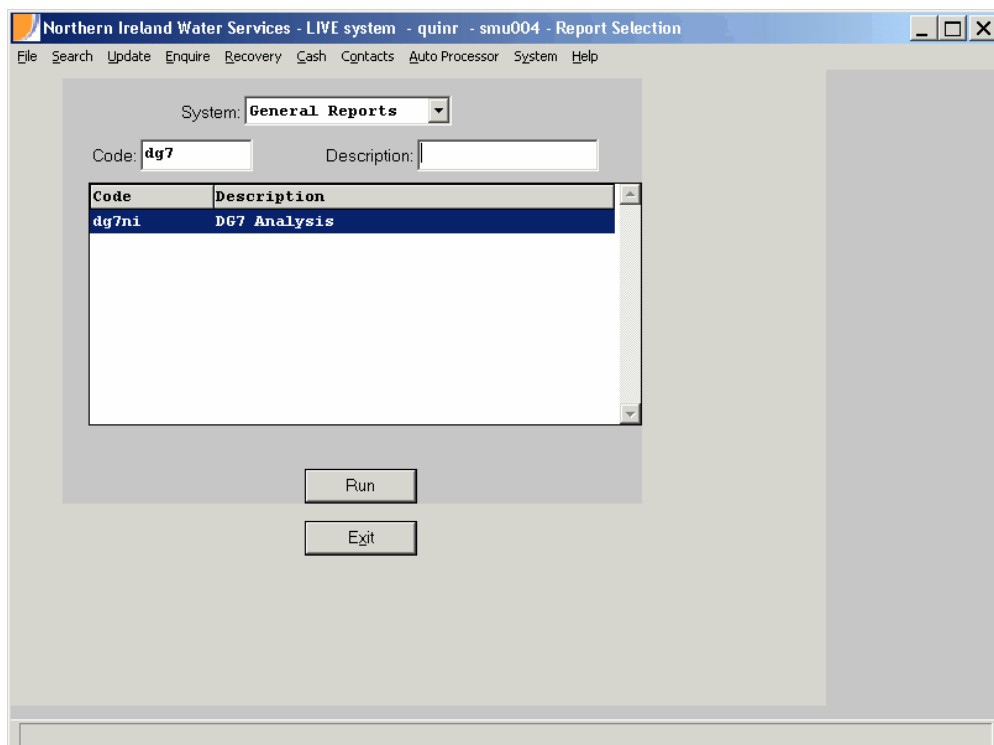 Northern Ireland Water Services - LIVE system - quinr - smu004 - Report Selection
File Search Update Enquire Recovery Cash Contacts Auto Processor System Help
System: General Reports
Code: dg7 Description:
Code Description
dg7ni DG7 Analysis
Run
Exit